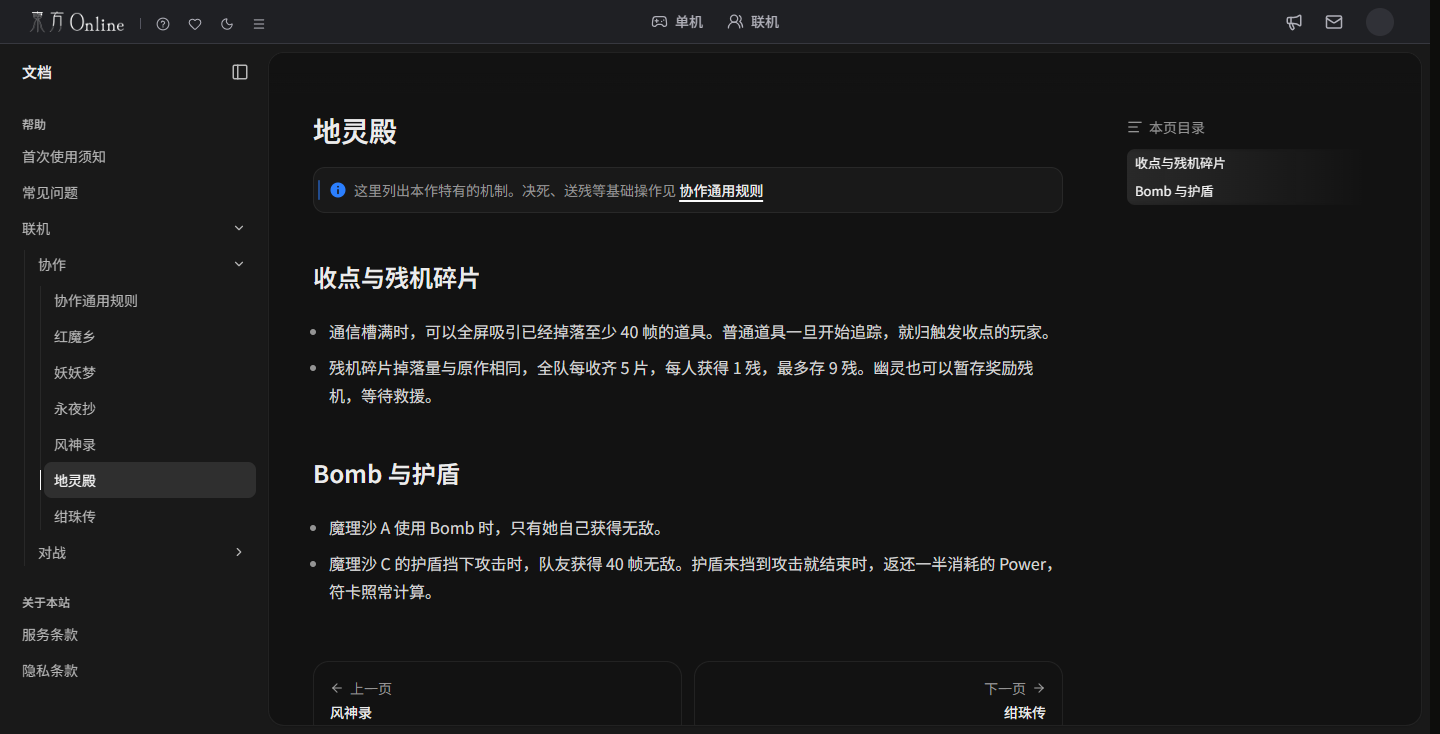 東方Online
单机
联机
文档
帮助
首次使用须知
常见问题
联机
协作
协作通用规则
红魔乡
妖妖梦
永夜抄
风神录
地灵殿
绀珠传
对战
关于本站
服务条款
隐私条款
地灵殿
这里列出本作特有的机制。决死、送残等基础操作见 协作通用规则
收点与残机碎片
通信槽满时，可以全屏吸引已经掉落至少 40 帧的道具。普通道具一旦开始追踪，就归触发收点的玩家。
残机碎片掉落量与原作相同，全队每收齐 5 片，每人获得 1 残，最多存 9 残。幽灵也可以暂存奖励残
机，等待救援。
Bomb 与护盾
魔理沙 A 使用 Bomb 时，只有她自己获得无敌。
魔理沙 C 的护盾挡下攻击时，队友获得 40 帧无敌。护盾未挡到攻击就结束时，返还一半消耗的 Power，
符卡照常计算。
上一页
风神录
下一页
绀珠传
本页目录
收点与残机碎片
Bomb 与护盾